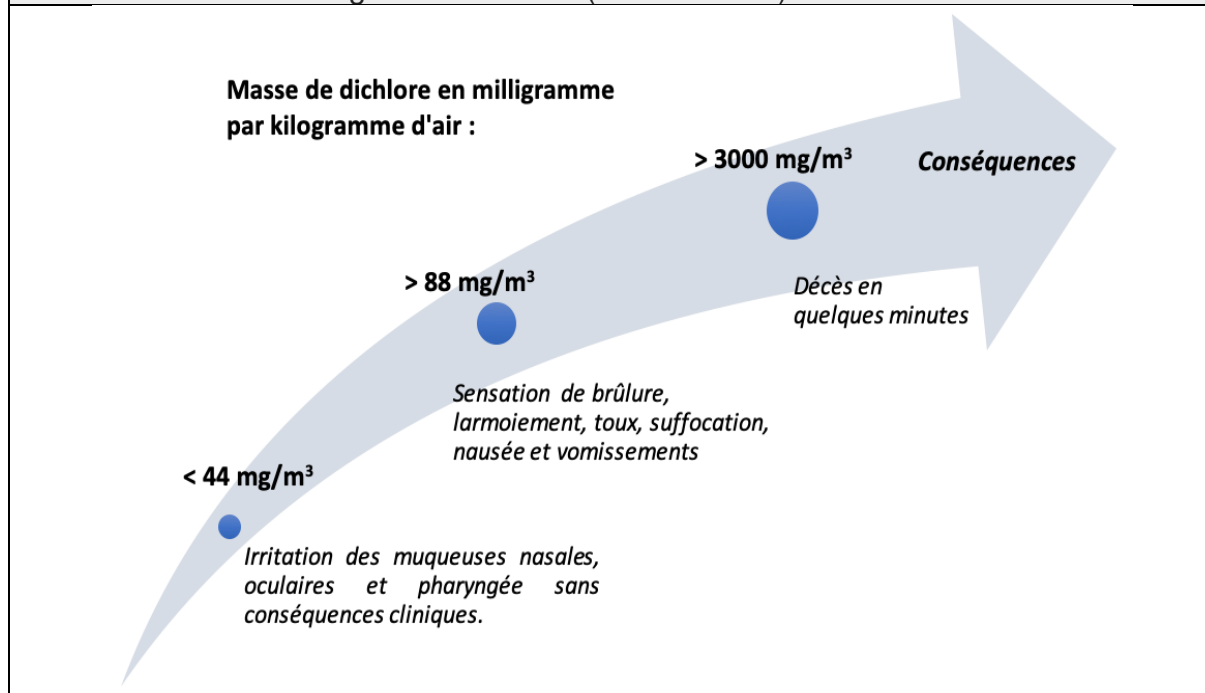 Masse de dichlore en milligramme
par kilogramme d'air :
> 3000 mg/m³
Conséquences
Décès en
quelques minutes
> 88 mg/m³
Sensation de brûlure,
larmoiement, toux, suffocation,
nausée et vomissements
< 44 mg/m³
Irritation des muqueuses nasales,
oculaires et pharyngée sans
conséquences cliniques.